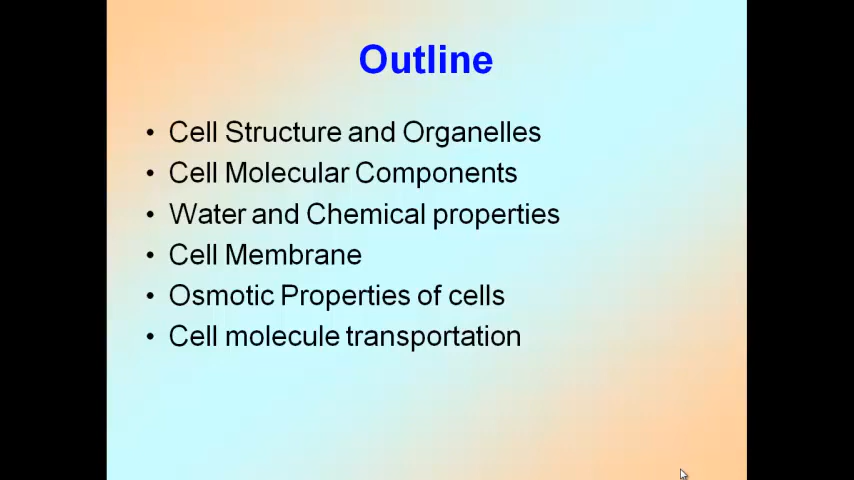 Outline
• Cell Structure and Organelles
• Cell Molecular Components
• Water and Chemical properties
• Cell Membrane
• Osmotic Properties of cells
• Cell molecule transportation